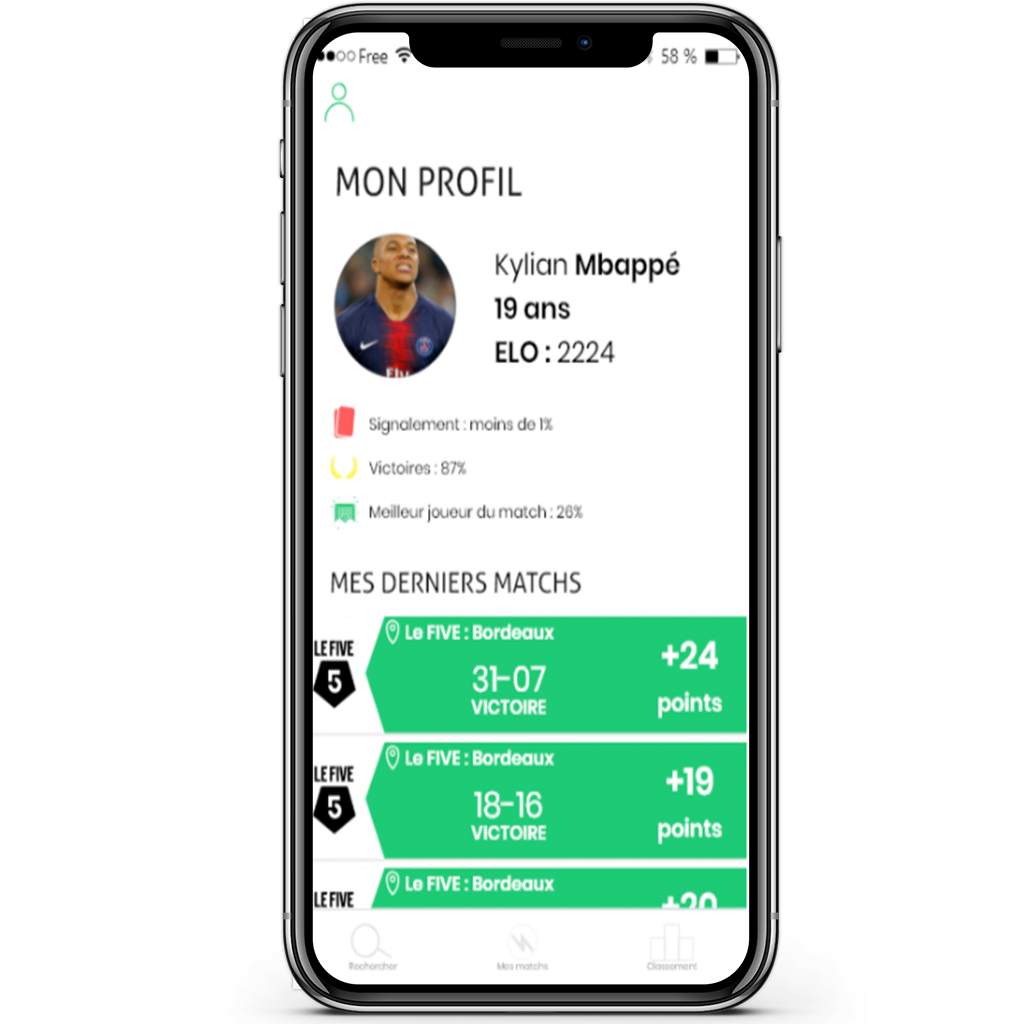 Free 58 %
MON PROFIL
Kylian Mbappé
19 ans
ELO : 2224
Fly
Signalement : moins de 1%
Victoires : 87%
Meilleur joueur du match : 26%
MES DERNIERS MATCHS
LE FIVE
5
Le FIVE : Bordeaux
31-07
VICTOIRE
+24
points
LE FIVE
5
Le FIVE : Bordeaux
18-16
VICTOIRE
+19
points
LE FIVE
Le FIVE : Bordeaux
+20
Rechercher
Mes matchs
Classement